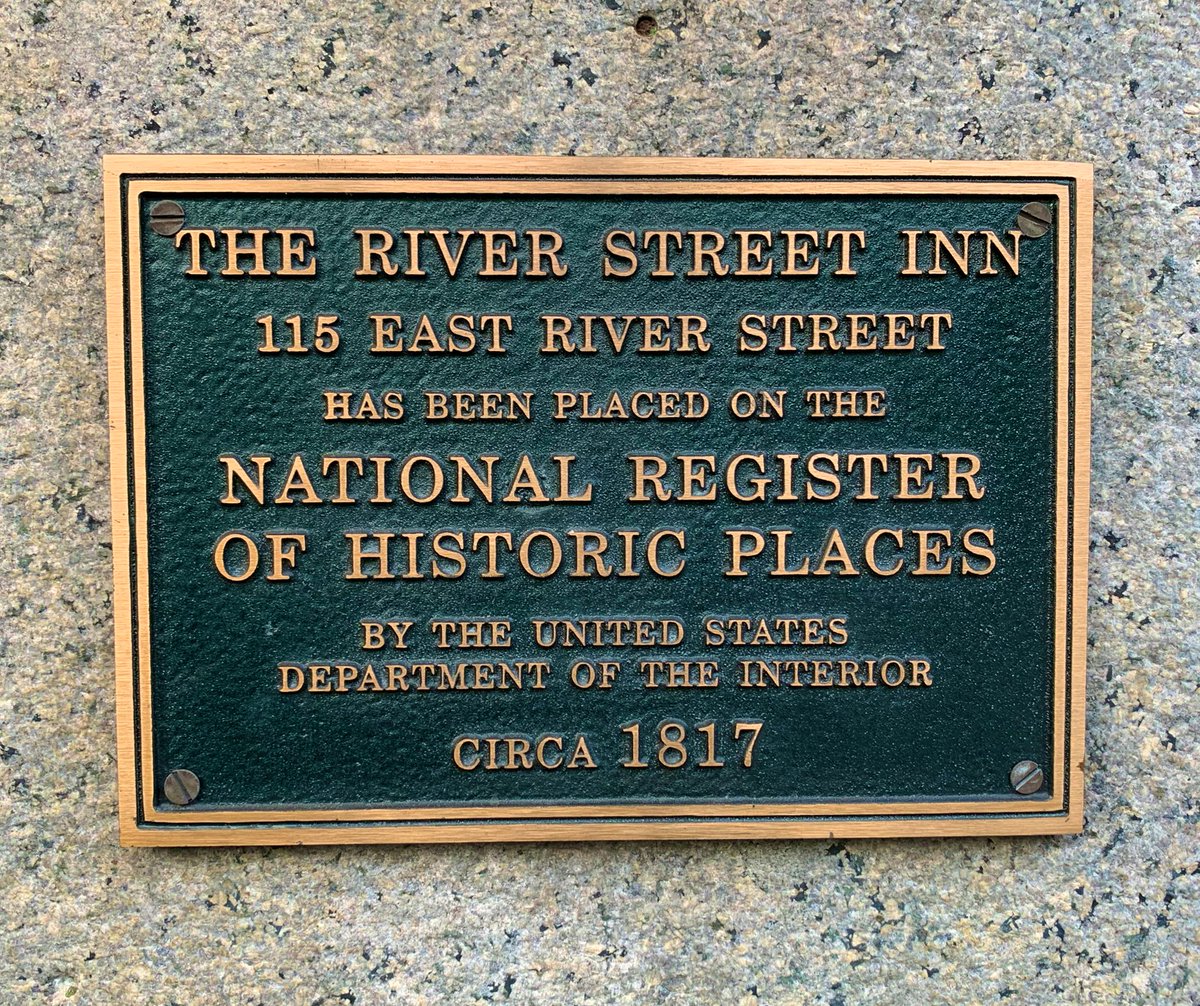 THE RIVER STREET INN
115 EAST RIVER STREET
HAS BEEN PLACED ON THE
NATIONAL REGISTER
OF HISTORIC PLACES
BY THE UNITED STATES
DEPARTMENT OF THE INTERIOR
CIRCA 1817